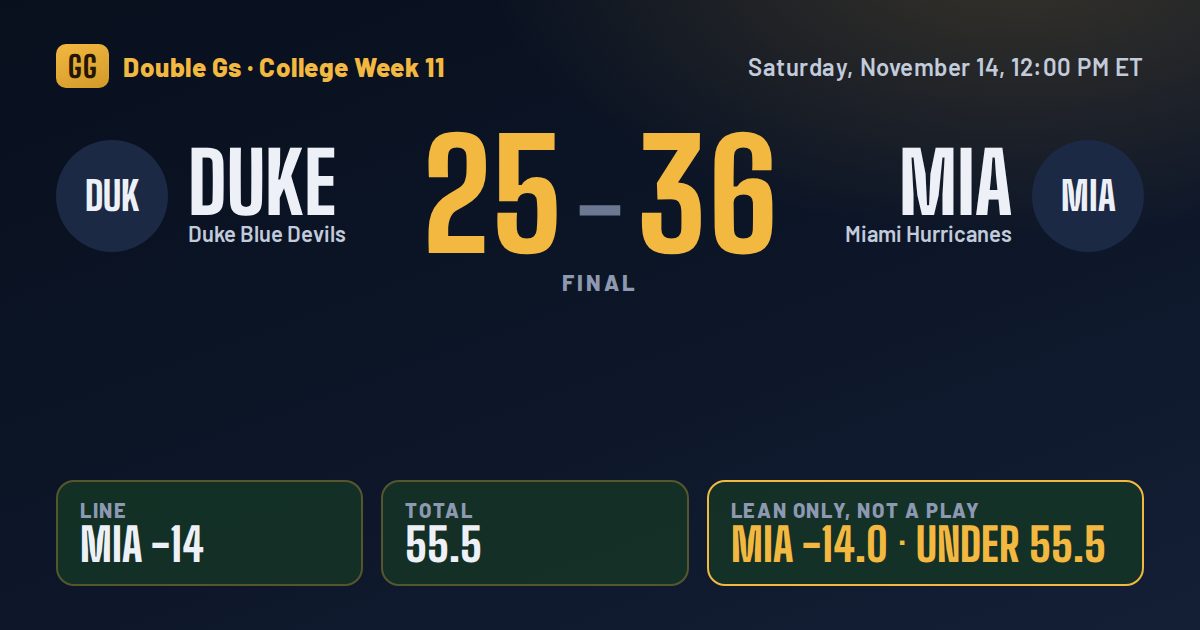 GG Double Gs · College Week 11
Saturday, November 14, 12:00 PM ET
DUK
DUKE
Duke Blue Devils
25 – 36
FINAL
MIA
Miami Hurricanes
MIA
LINE
MIA −14
TOTAL
55.5
LEAN ONLY, NOT A PLAY
MIA −14.0 · UNDER 55.5